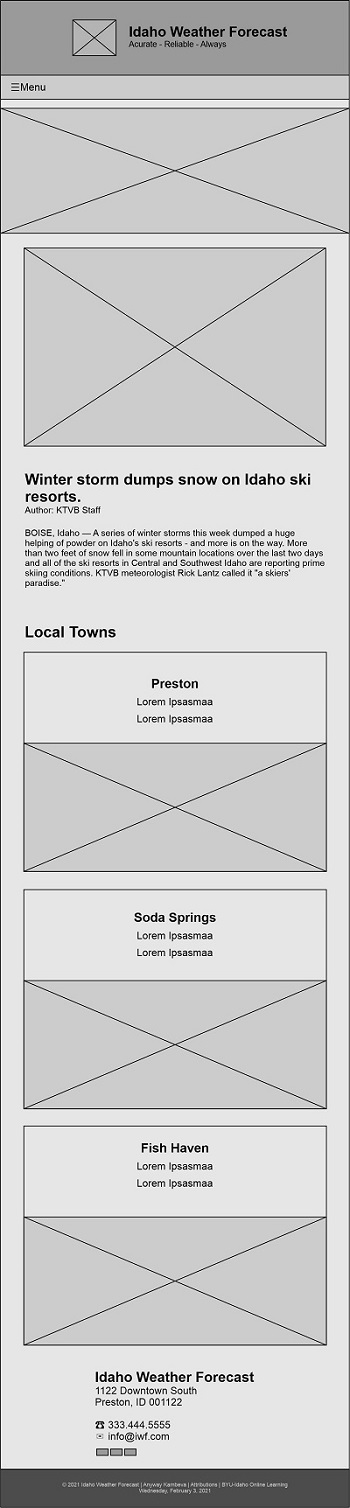 Idaho Weather Forecast
Acurate - Reliable - Always
☰Menu
Winter storm dumps snow on Idaho ski
resorts.
Author: KTVB Staff
BOISE, Idaho — A series of winter storms this week dumped a huge
helping of powder on Idaho's ski resorts - and more is on the way. More
than two feet of snow fell in some mountain locations over the last two days
and all of the ski resorts in Central and Southwest Idaho are reporting prime
skiing conditions. KTVB meteorologist Rick Lantz called it "a skiers'
paradise."
Local Towns
Preston
Lorem Ipsasmaa
Lorem Ipsasmaa
Soda Springs
Lorem Ipsasmaa
Lorem Ipsasmaa
Fish Haven
Lorem Ipsasmaa
Lorem Ipsasmaa
Idaho Weather Forecast
1122 Downtown South
Preston, ID 001122
☎ 333.444.5555
✉ info@iwf.com
© 2021 Idaho Weather Forecast | Anyway Kambeva | Attributions | BYU-Idaho Online Learning
Wednesday, February 3, 2021